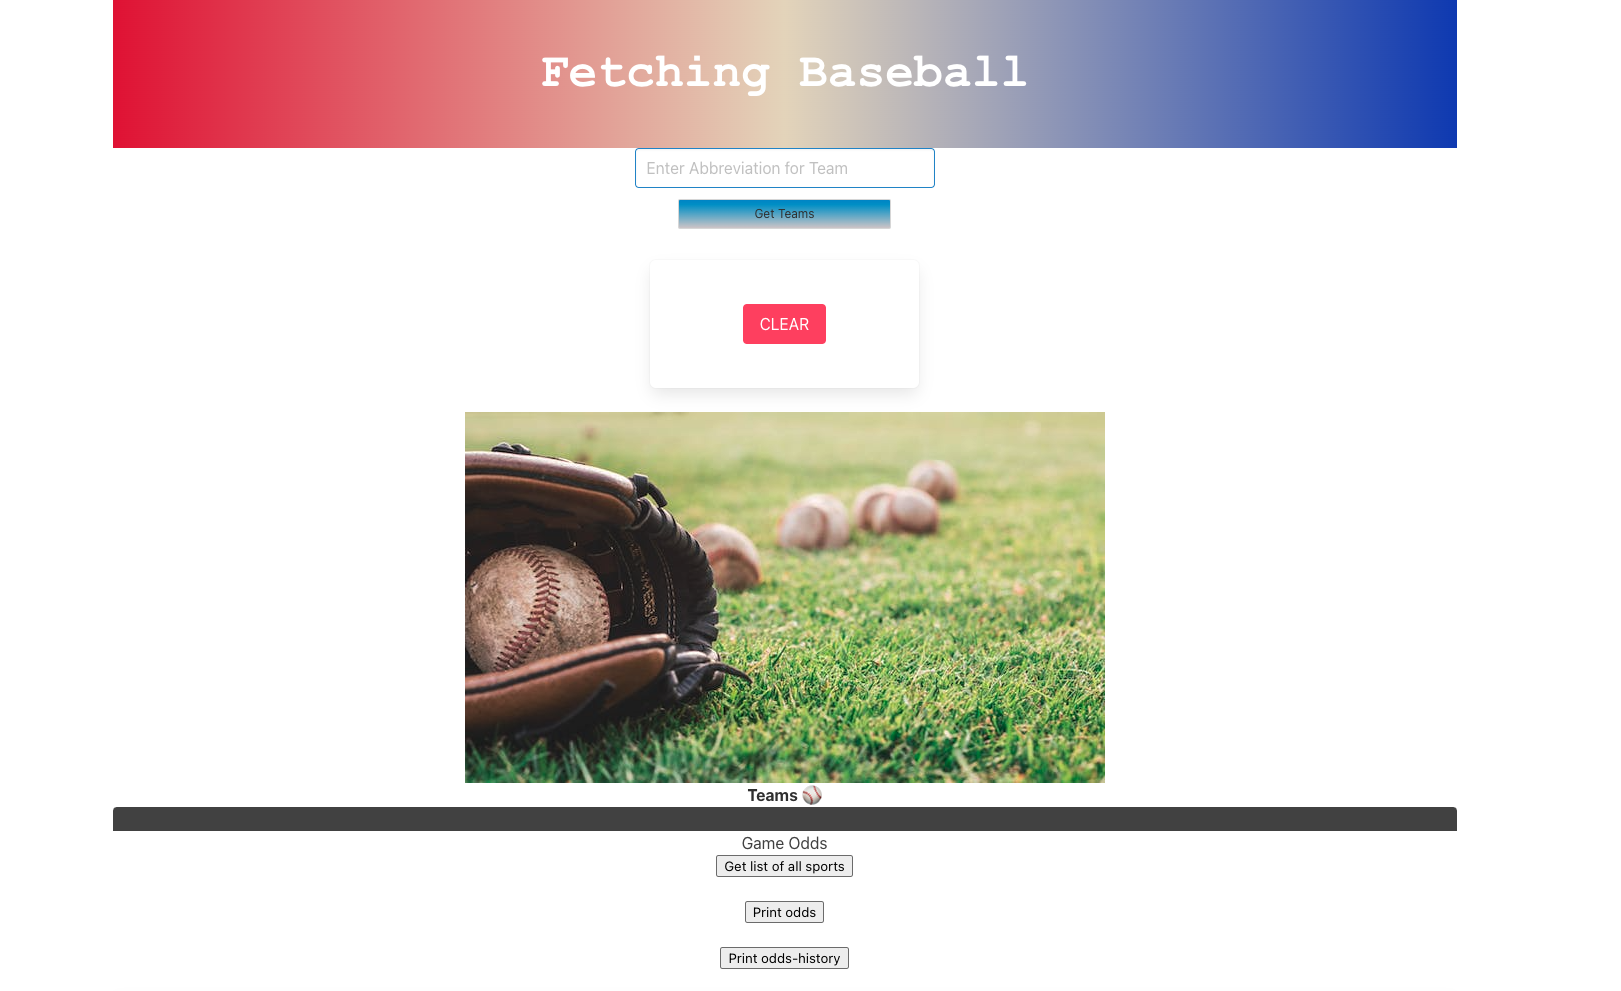 Fetching Baseball
Enter Abbreviation for Team
Get Teams
CLEAR
Teams ⚾
Game Odds
Get list of all sports
Print odds
Print odds-history